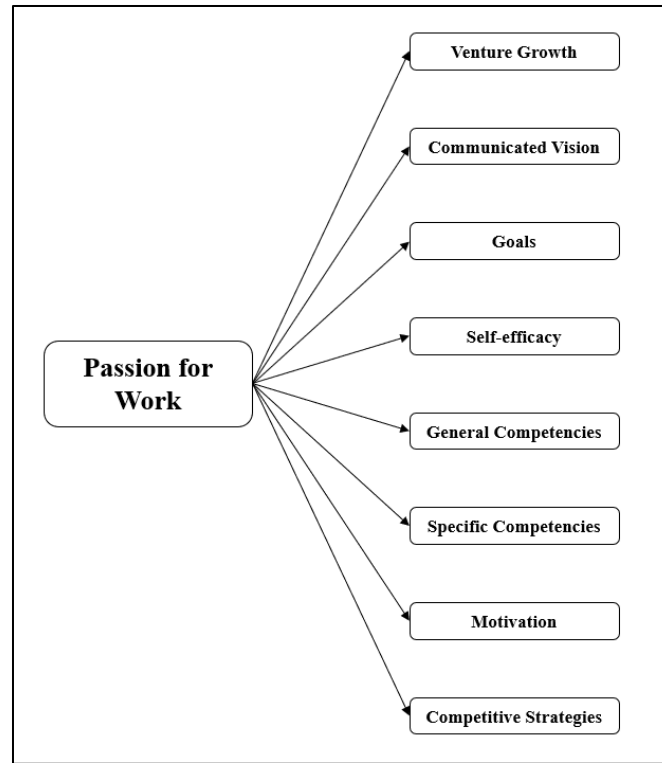 Venture Growth
Communicated Vision
Goals
Self-efficacy
Passion for
Work
General Competencies
Specific Competencies
Motivation
Competitive Strategies